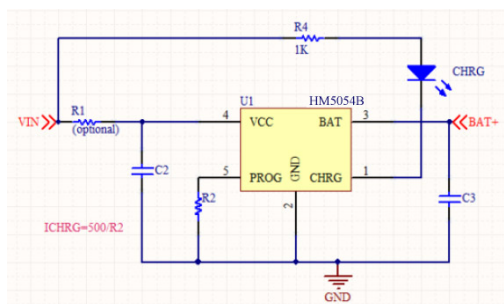 R4
1K
CHRG
U1
HM5054B
R1
VIN
(optional)
4
VCC
BAT
3
BAT+
C2
5
PROG
GND
CHRG
1
R2
2
C3
ICHRG=500/R2
GND